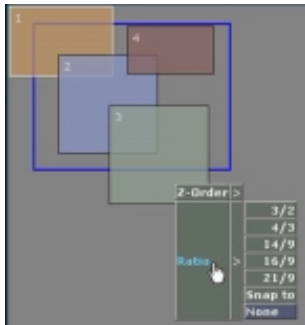 1
4
2
3
Z-Order >
3/2
4/3
14/9
Ratio > 16/9
21/9
Snap to
None